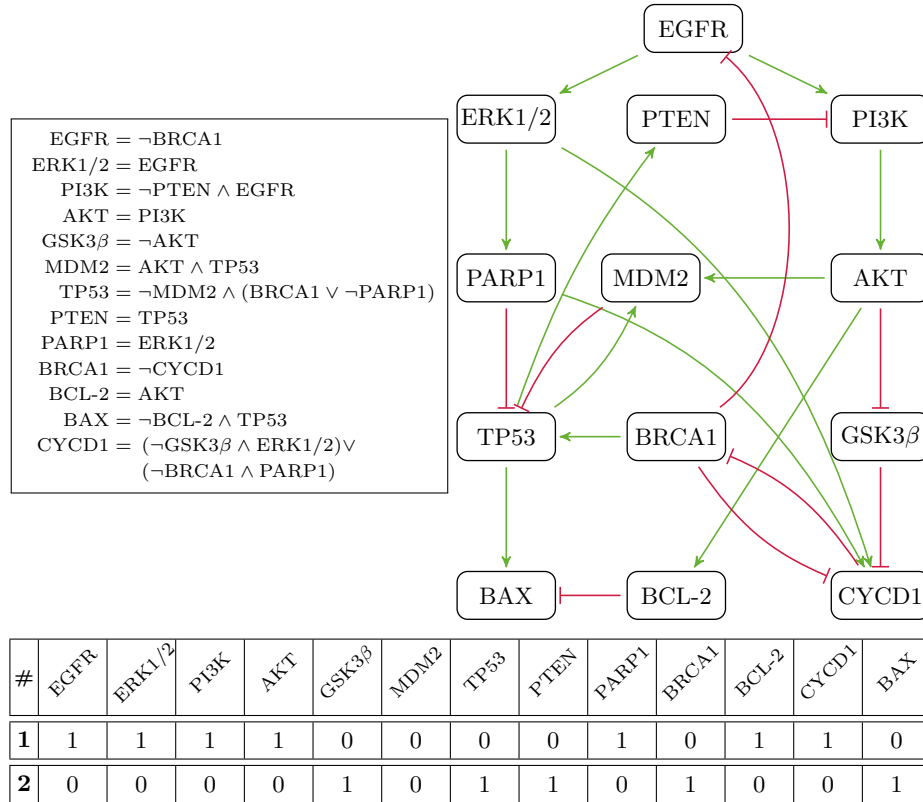 EGFR
ERK1/2 PTEN PI3K
EGFR = ¬BRCA1
ERK1/2 = EGFR
PI3K = ¬PTEN ∧ EGFR
AKT = PI3K
GSK3β = ¬AKT
MDM2 = AKT ∧ TP53
TP53 = ¬MDM2 ∧ (BRCA1 ∨ ¬PARP1)
PTEN = TP53
PARP1 = ERK1/2
BRCA1 = ¬CYCD1
BCL-2 = AKT
BAX = ¬BCL-2 ∧ TP53
CYCD1 = (¬GSK3β ∧ ERK1/2)∨
(¬BRCA1 ∧ PARP1)
PARP1 MDM2 AKT
TP53 BRCA1 GSK3β
BAX BCL-2 CYCD1
# EGFR ERK1/2 PI3K AKT GSK3β MDM2 TP53 PTEN PARP1 BRCA1 BCL-2 CYCD1 BAX
1 1 1 1 1 0 0 0 0 1 0 1 1 0
2 0 0 0 0 1 0 1 1 0 1 0 0 1